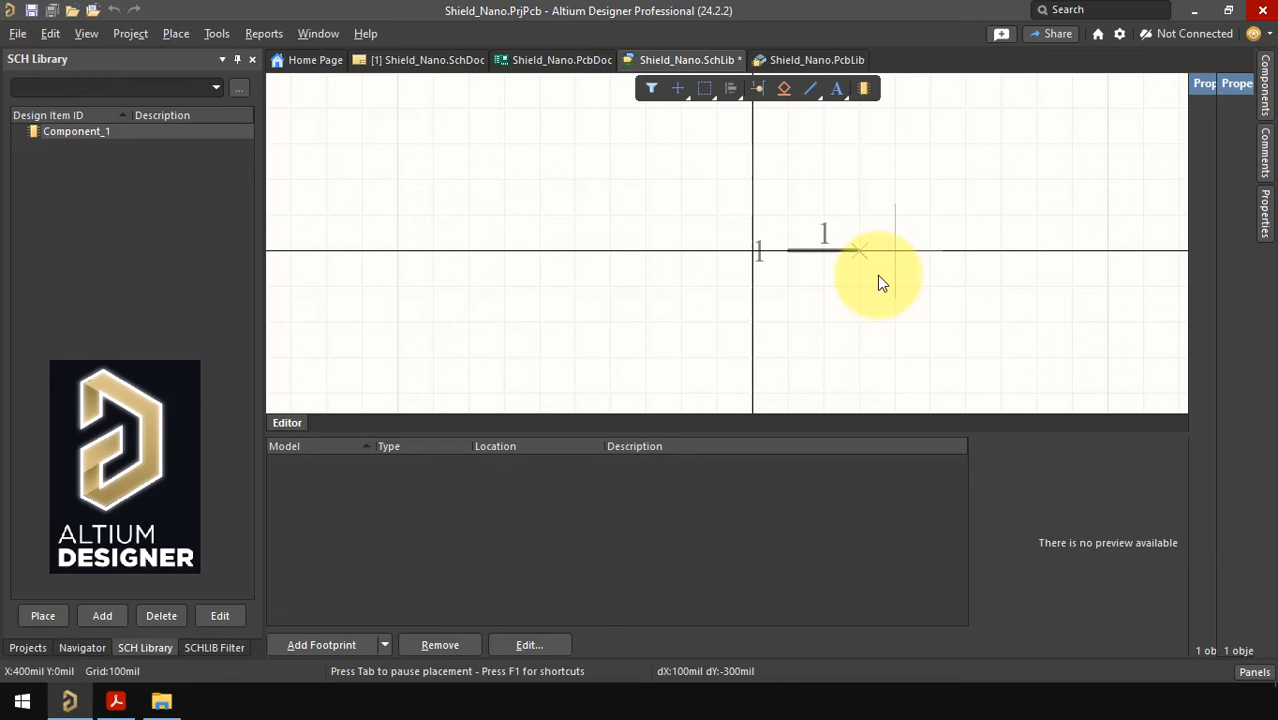 Shield_Nano.PrjPcb - Altium Designer Professional (24.2.2)
Search
File Edit View Project Place Tools Reports Window Help
Share
Not Connected
SCH Library
Home Page
[1] Shield_Nano.SchDoc
Shield_Nano.PcbDoc
Shield_Nano.SchLib *
Shield_Nano.PcbLib
...
Prop Prope
Components
Comments
Properties
Design Item ID Description
Component_1
A
1
1
Editor
Model Type Location Description
ALTIUM
DESIGNER
There is no preview available
Place Add Delete Edit
Add Footprint Remove Edit...
Projects Navigator SCH Library SCHLIB Filter
1 ob 1 obje
X:400mil Y:0mil Grid:100mil
Press Tab to pause placement - Press F1 for shortcuts
dX:100mil dY:-300mil
Panels